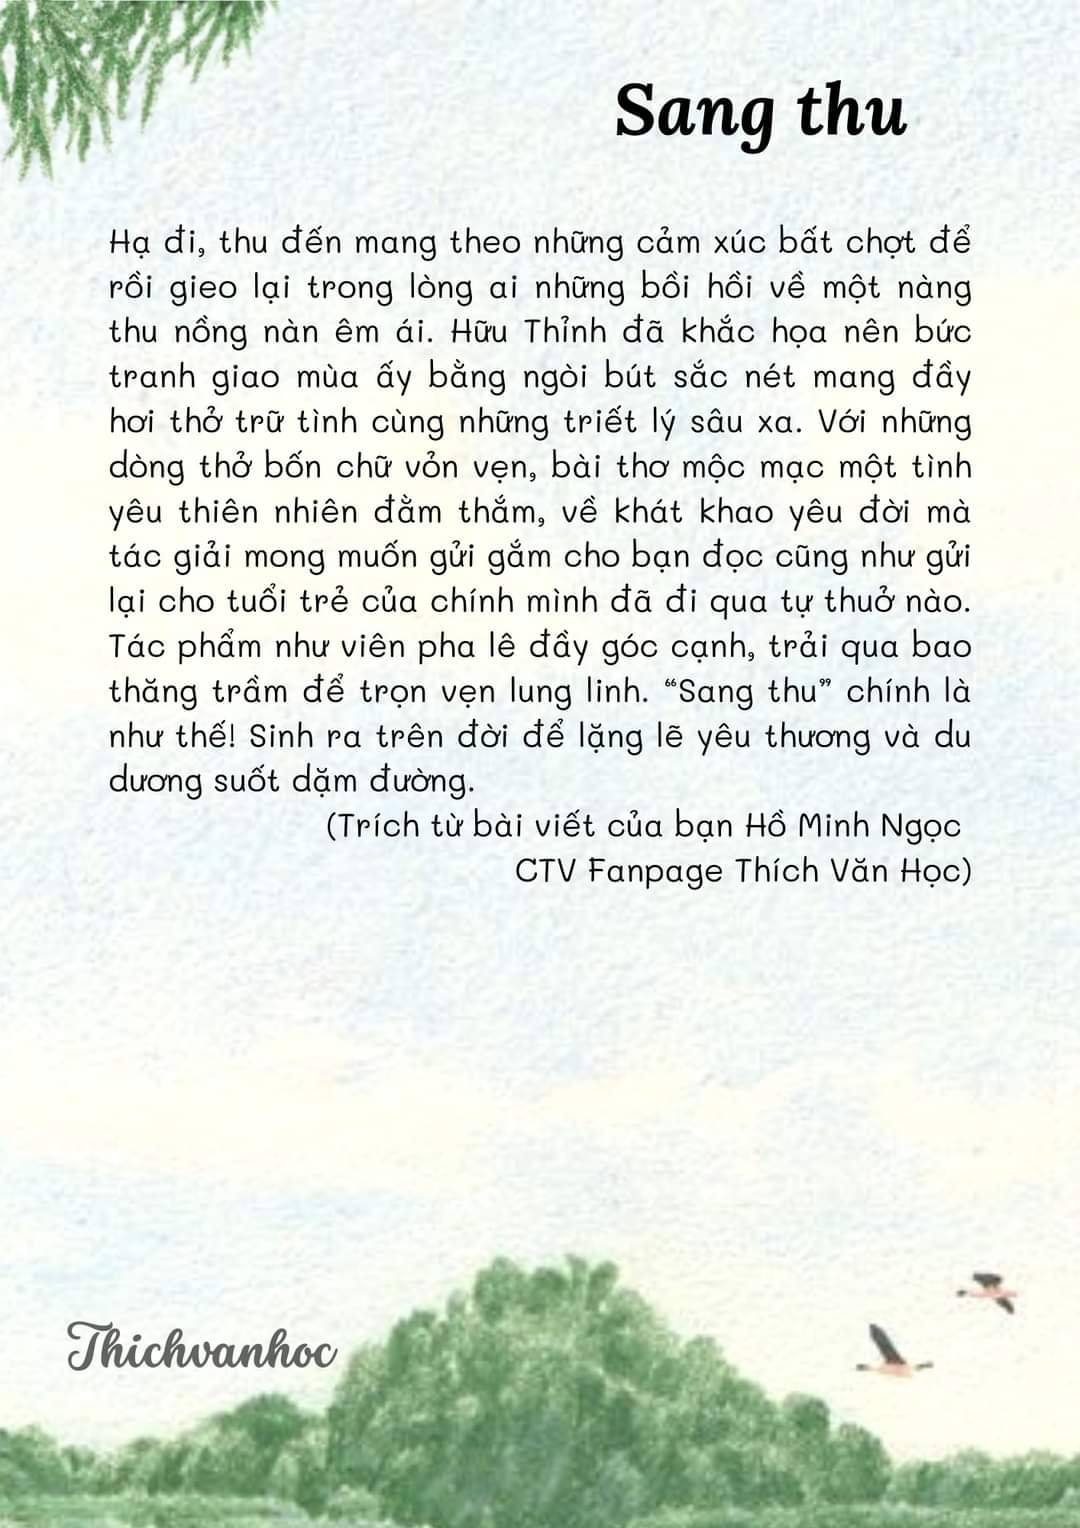 Sang thu
Hạ đi, thu đến mang theo những cảm xúc bất chợt để
rồi gieo lại trong lòng ai những bồi hồi về một nàng
thu nồng nàn êm ái. Hữu Thỉnh đã khắc họa nên bức
tranh giao mùa ấy bằng ngòi bút sắc nét mang đầy
hơi thở trữ tình cùng những triết lý sâu xa. Với những
dòng thở bốn chữ vỏn vẹn, bài thơ mộc mạc một tình
yêu thiên nhiên đằm thắm, về khát khao yêu đời mà
tác giải mong muốn gửi gắm cho bạn đọc cũng như gửi
lại cho tuổi trẻ của chính mình đã đi qua tự thuở nào.
Tác phẩm như viên pha lê đầy góc cạnh, trải qua bao
thăng trầm để trọn vẹn lung linh. “Sang thu” chính là
như thế! Sinh ra trên đời để lặng lẽ yêu thương và du
dương suốt dặm đường.
(Trích từ bài viết của bạn Hồ Minh Ngọc
CTV Fanpage Thích Văn Học)
Thichvanhoc